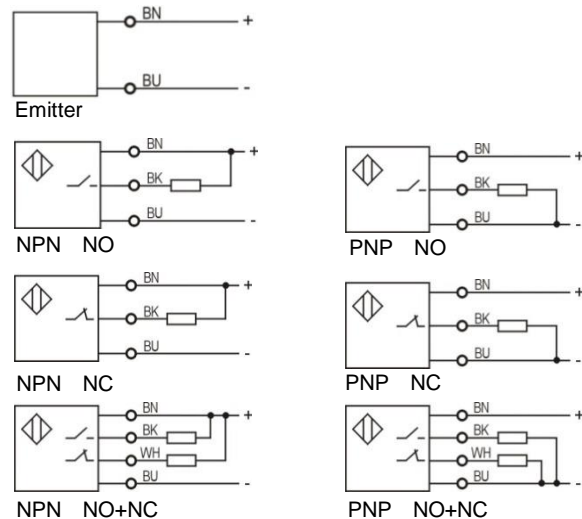 BN +
BU -
Emitter
BN +
BK
BU -
NPN NO
BN +
BK
BU -
PNP NO
BN +
BK
BU -
NPN NC
BN +
BK
BU -
PNP NC
BN +
BK
WH
BU -
NPN NO+NC
BN +
BK
WH
BU -
PNP NO+NC